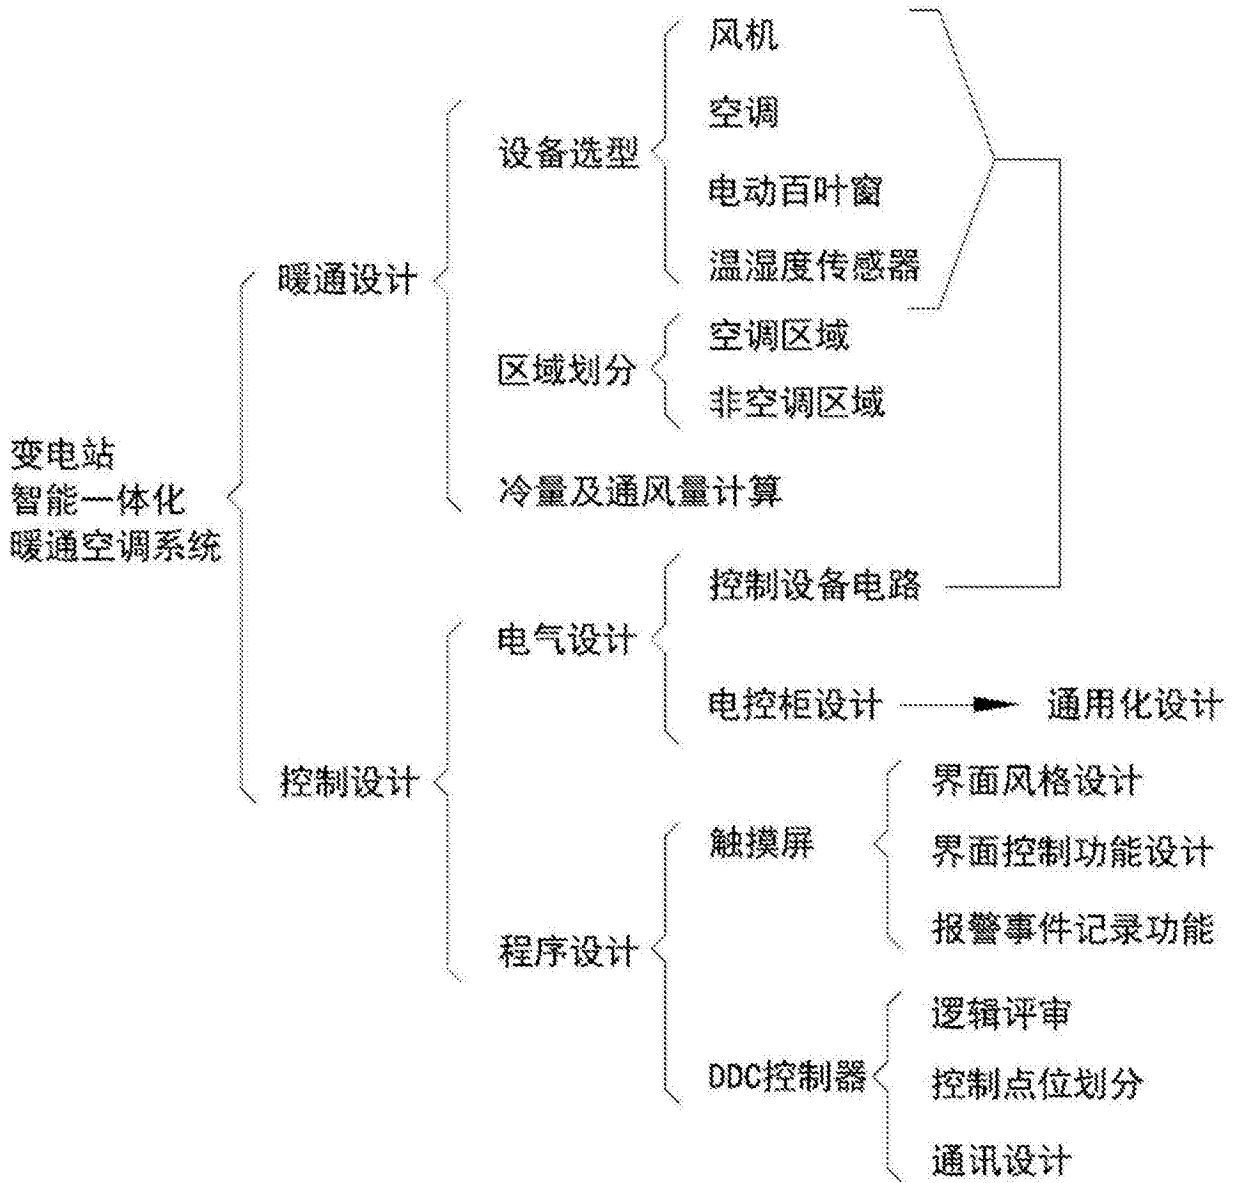 风机
空调
设备选型
电动百叶窗
温湿度传感器
暖通设计
空调区域
区域划分
非空调区域
变电站
智能一体化
暖通空调系统
冷量及通风量计算
控制设备电路
电气设计
电控柜设计
通用化设计
控制设计
界面风格设计
触摸屏
界面控制功能设计
报警事件记录功能
程序设计
逻辑评审
DDC控制器
控制点位划分
通讯设计